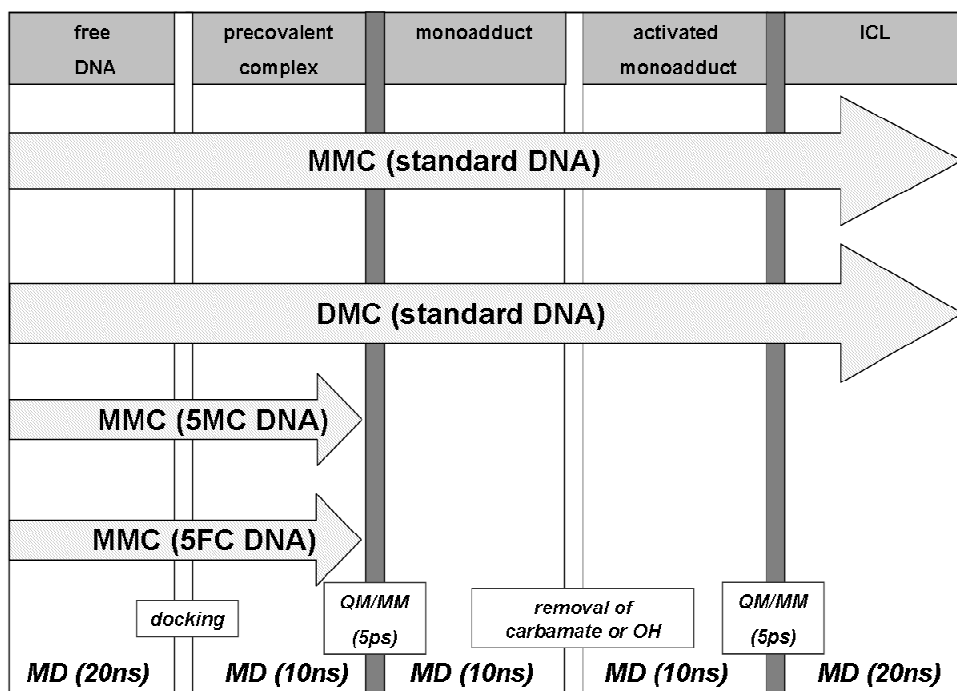 free
DNA
precovalent
complex
monoadduct
activated
monoadduct
ICL
MMC (standard DNA)
DMC (standard DNA)
MMC (5MC DNA)
MMC (5FC DNA)
docking
QM/MM
(5ps)
removal of
carbamate or OH
QM/MM
(5ps)
MD (20ns)
MD (10ns)
MD (10ns)
MD (10ns)
MD (20ns)